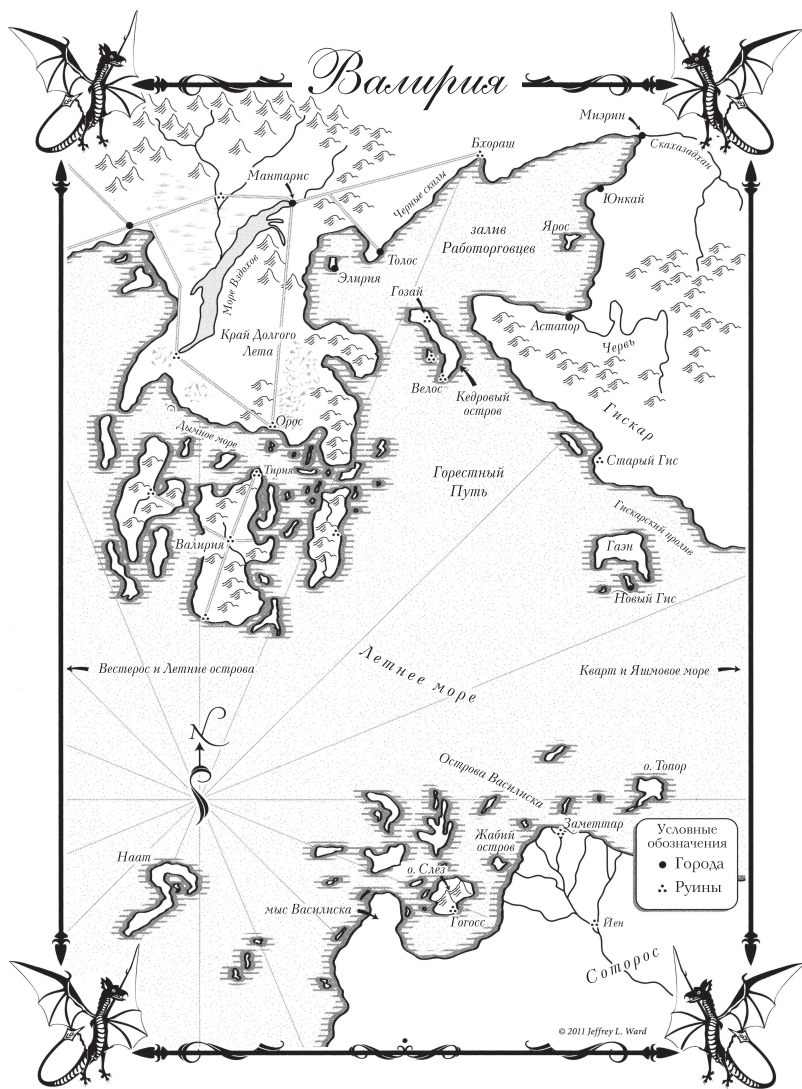 Валирия
Миэрин
Скахазадхан
Бхораш
Мантарис
Черные скалы
Юнкай
залив
Работорговцев
Ярос
Толос
Элирия
Море Вздохов
Гозай
Край Долгого
Лета
Астапор
Червь
Велос
Кедровый
остров
Гискар
Орос
Дымное море
Тирия
Горестный
Путь
Старый Гис
Гискарский пролив
Валирия
Гаэн
Новый Гис
Вестерос и Летние острова
Летнее море
Кварт и Яшмовое море
N
Острова Василиска
о. Топор
Заметтар
Жабий
остров
Условные
обозначения
Города
Руины
Наат
о. Слез
мыс Василиска
Гогосс
Йен
Соторос
© 2011 Jeffrey L. Ward